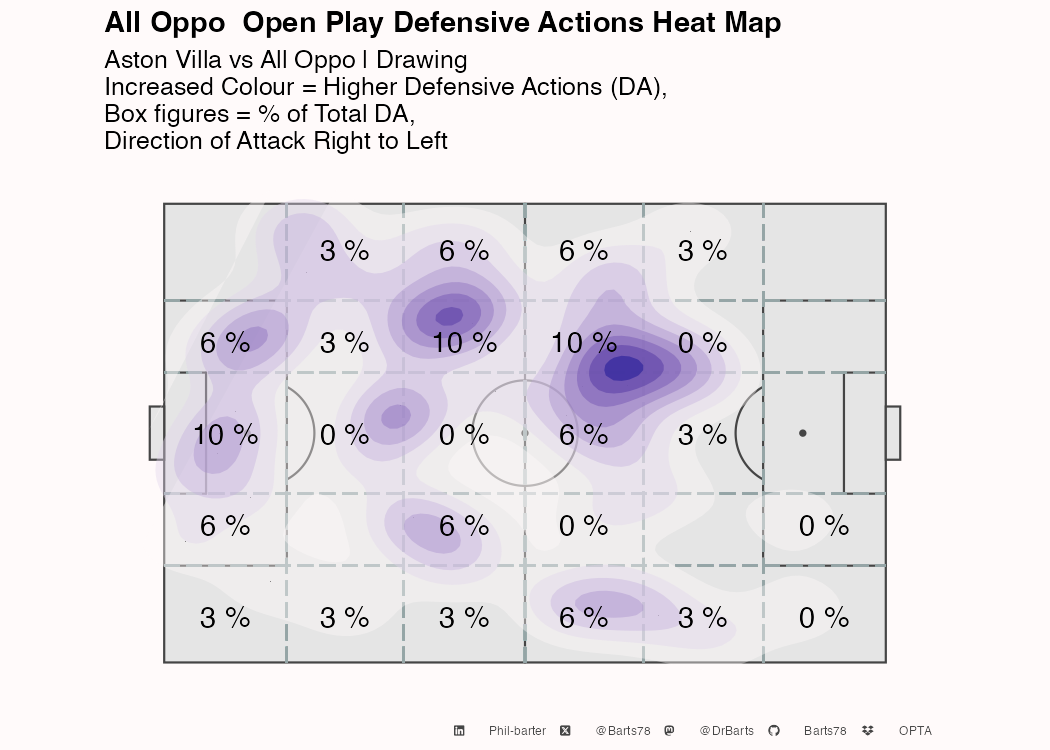 All Oppo  Open Play Defensive Actions Heat Map
Aston Villa vs All Oppo | Drawing
Increased Colour = Higher Defensive Actions (DA),
Box figures = % of Total DA,
Direction of Attack Right to Left
3 % 6 % 6 % 3 %
6 % 3 % 10 % 10 % 0 %
10 % 0 % 0 % 6 % 3 %
6 % 6 % 0 % 0 %
3 % 3 % 3 % 6 % 3 % 0 %
Phil-barter @Barts78 @DrBarts Barts78 OPTA